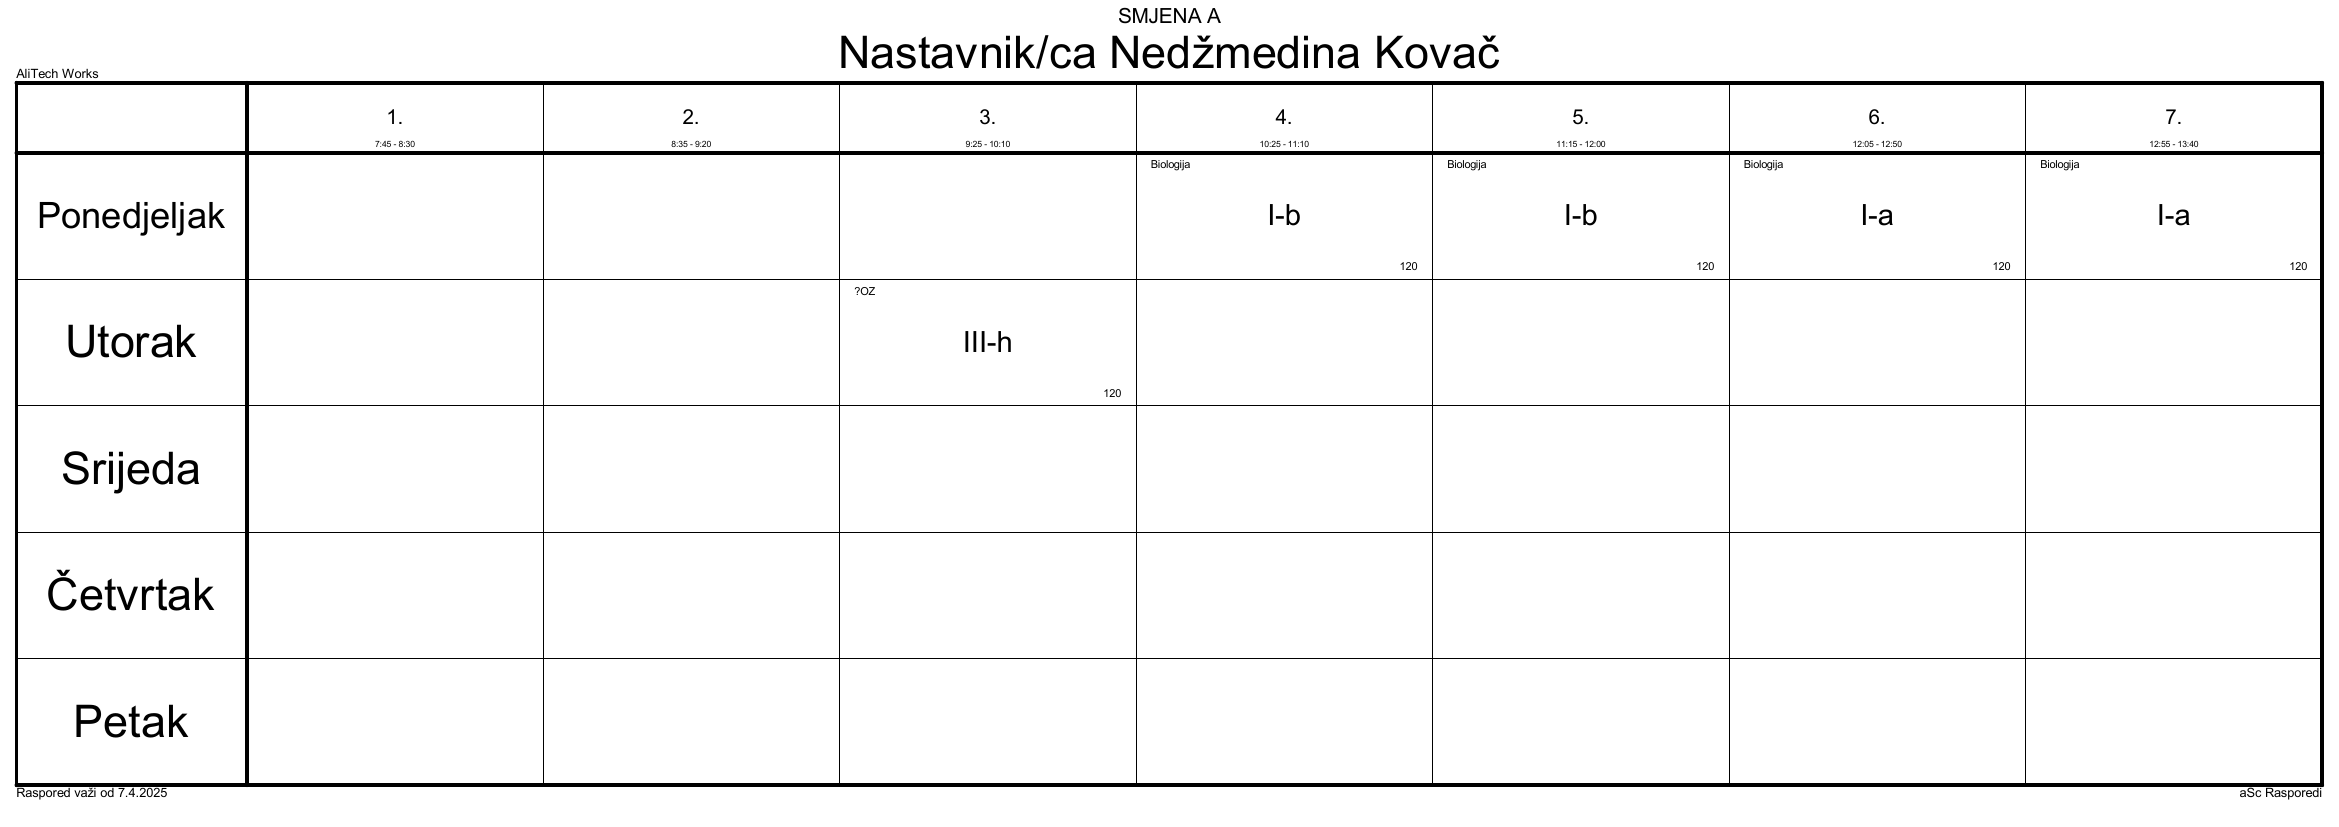 SMJENA A
Nastavnik/ca Nedžmedina Kovač
AliTech Works
1. 2. 3. 4. 5. 6. 7.
7:45 - 8:30 8:35 - 9:20 9:25 - 10:10 10:25 - 11:10 11:15 - 12:00 12:05 - 12:50 12:55 - 13:40
Biologija Biologija Biologija Biologija
Ponedjeljak I-b I-b I-a I-a
120 120 120 120
?OZ
Utorak III-h
120
Srijeda
Četvrtak
Petak
Raspored važi od 7.4.2025 aSc Rasporedi